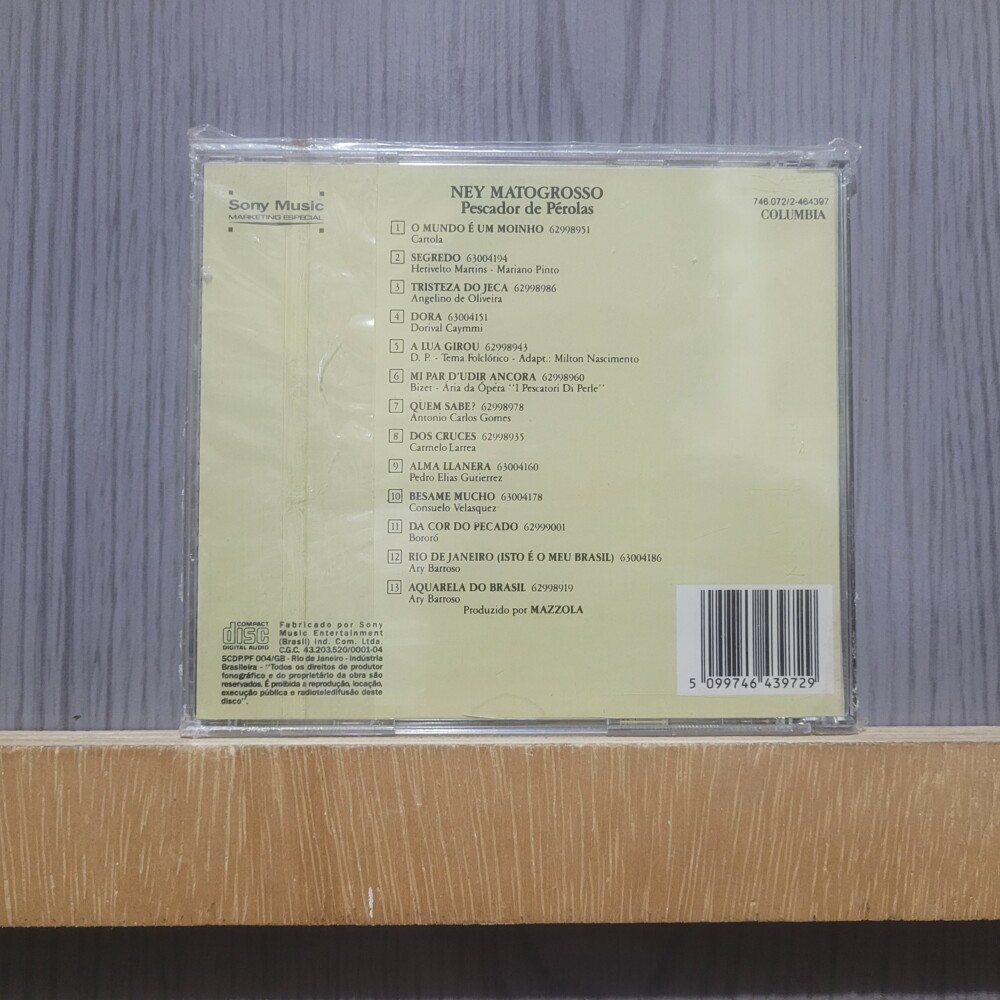 Sony Music
MARKETING ESPECIAL
NEY MATOGROSSO
Pescador de Pérolas
746.072/2-464397
COLUMBIA
1 O MUNDO É UM MOINHO 62998951
Cartola
2 SEGREDO 63004194
Herivelto Martins - Mariano Pinto
3 TRISTEZA DO JECA 62998986
Angelino de Oliveira
4 DORA 63004151
Dorival Caymmi
5 A LUA GIROU 62998943
D. P. - Tema Folclórico - Adapt.: Milton Nascimento
6 MI PAR D'UDIR ANCORA 62998960
Bizet - Ária da Ópera "I Pescatori Di Perle"
7 QUEM SABE? 62998978
Antonio Carlos Gomes
8 DOS CRUCES 62998935
Carmelo Larrea
9 ALMA LLANERA 63004160
Pedro Elias Gutierrez
10 BESAME MUCHO 63004178
Consuelo Velasquez
11 DA COR DO PECADO 62999001
Bororó
12 RIO DE JANEIRO (ISTO É O MEU BRASIL) 63004186
Ary Barroso
13 AQUARELA DO BRASIL 62998919
Ary Barroso
Produzido por MAZZOLA
COMPACT
disc
DIGITAL AUDIO
Fabricado por Sony
Music Entertainment
(Brasil) Ind. Com. Ltda.
C.G.C. 43.203.520/0001-04
SCDP.PF 004/GB - Rio de Janeiro - Indústria
Brasileira - "Todos os direitos de produtor
fonográfico e do proprietário da obra são
reservados. É proibida a reprodução, locação,
execução pública e radioteledifusão deste
disco".
5 099746 439729